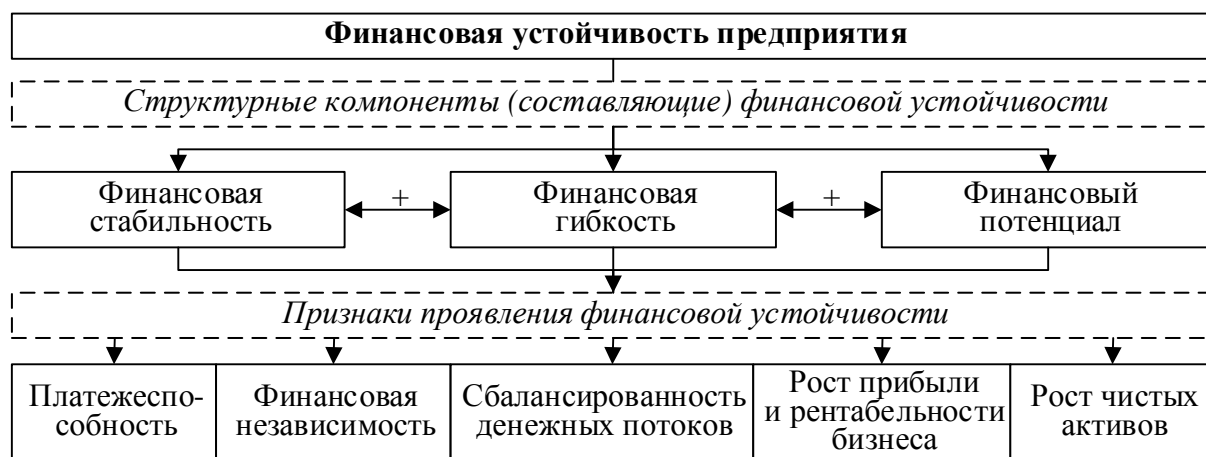 Финансовая устойчивость предприятия
Структурные компоненты (составляющие) финансовой устойчивости
Финансовая
стабильность
+
Финансовая
гибкость
+
Финансовый
потенциал
Признаки проявления финансовой устойчивости
Платежеспо-
собность
Финансовая
независимость
Сбалансированность
денежных потоков
Рост прибыли
и рентабельности
бизнеса
Рост чистых
активов